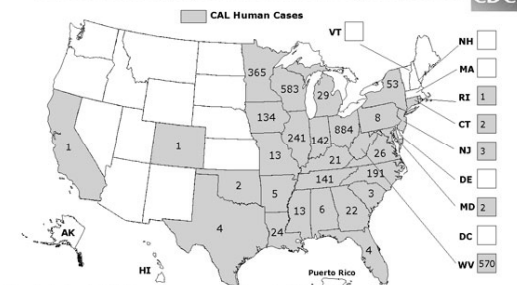 CDC
CAL Human Cases
VT
NH
MA
RI 1
CT 2
NJ 3
DE
MD 2
DC
WV 570
365
583
29
53
134
241
142
884
8
1
1
13
21
26
141
191
2
5
3
4
13
6
22
24
4
AK
HI
Puerto Rico